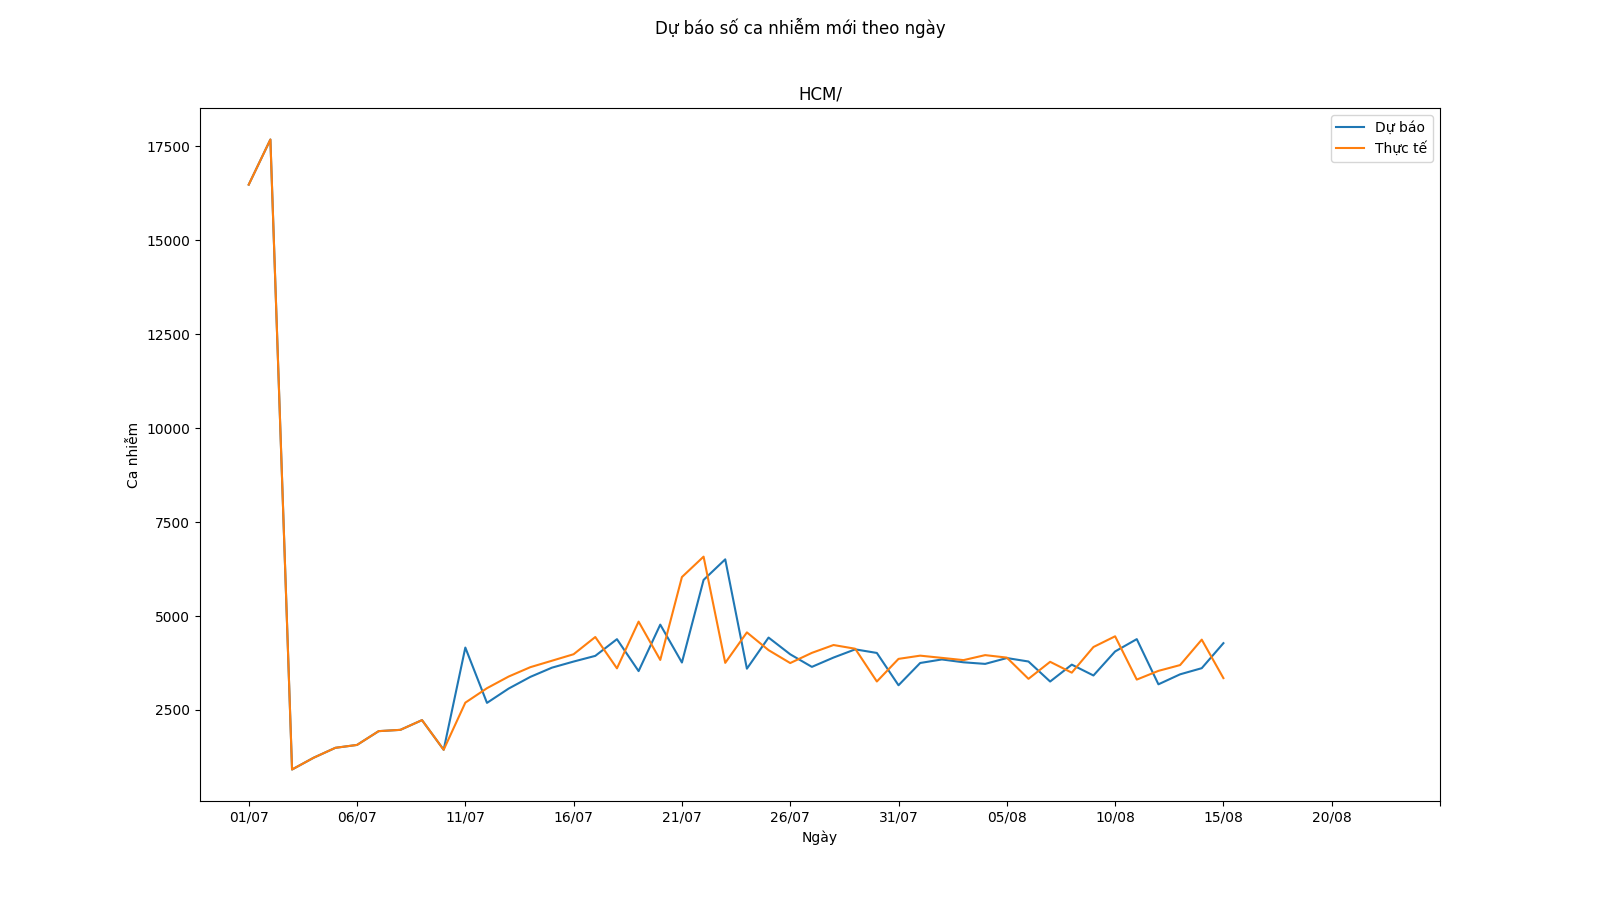 Dự báo số ca nhiễm mới theo ngày
HCM/
Dự báo
Thực tế
17500
15000
12500
10000
7500
5000
2500
Ca nhiễm
01/07 06/07 11/07 16/07 21/07 26/07 31/07 05/08 10/08 15/08 20/08
Ngày